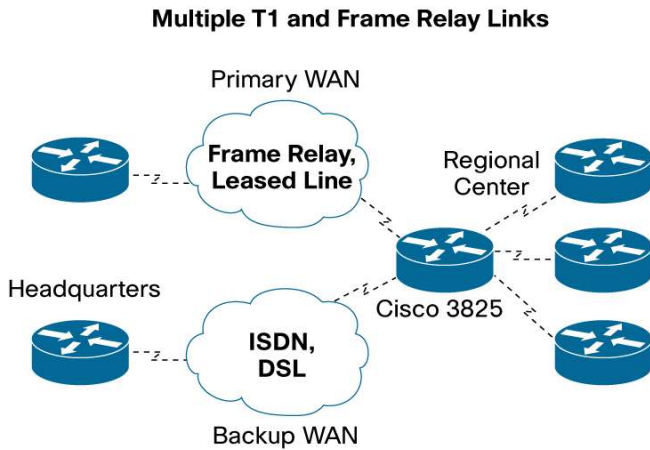 Multiple T1 and Frame Relay Links
Primary WAN
Frame Relay,
Leased Line
Regional
Center
Headquarters
Cisco 3825
ISDN,
DSL
Backup WAN